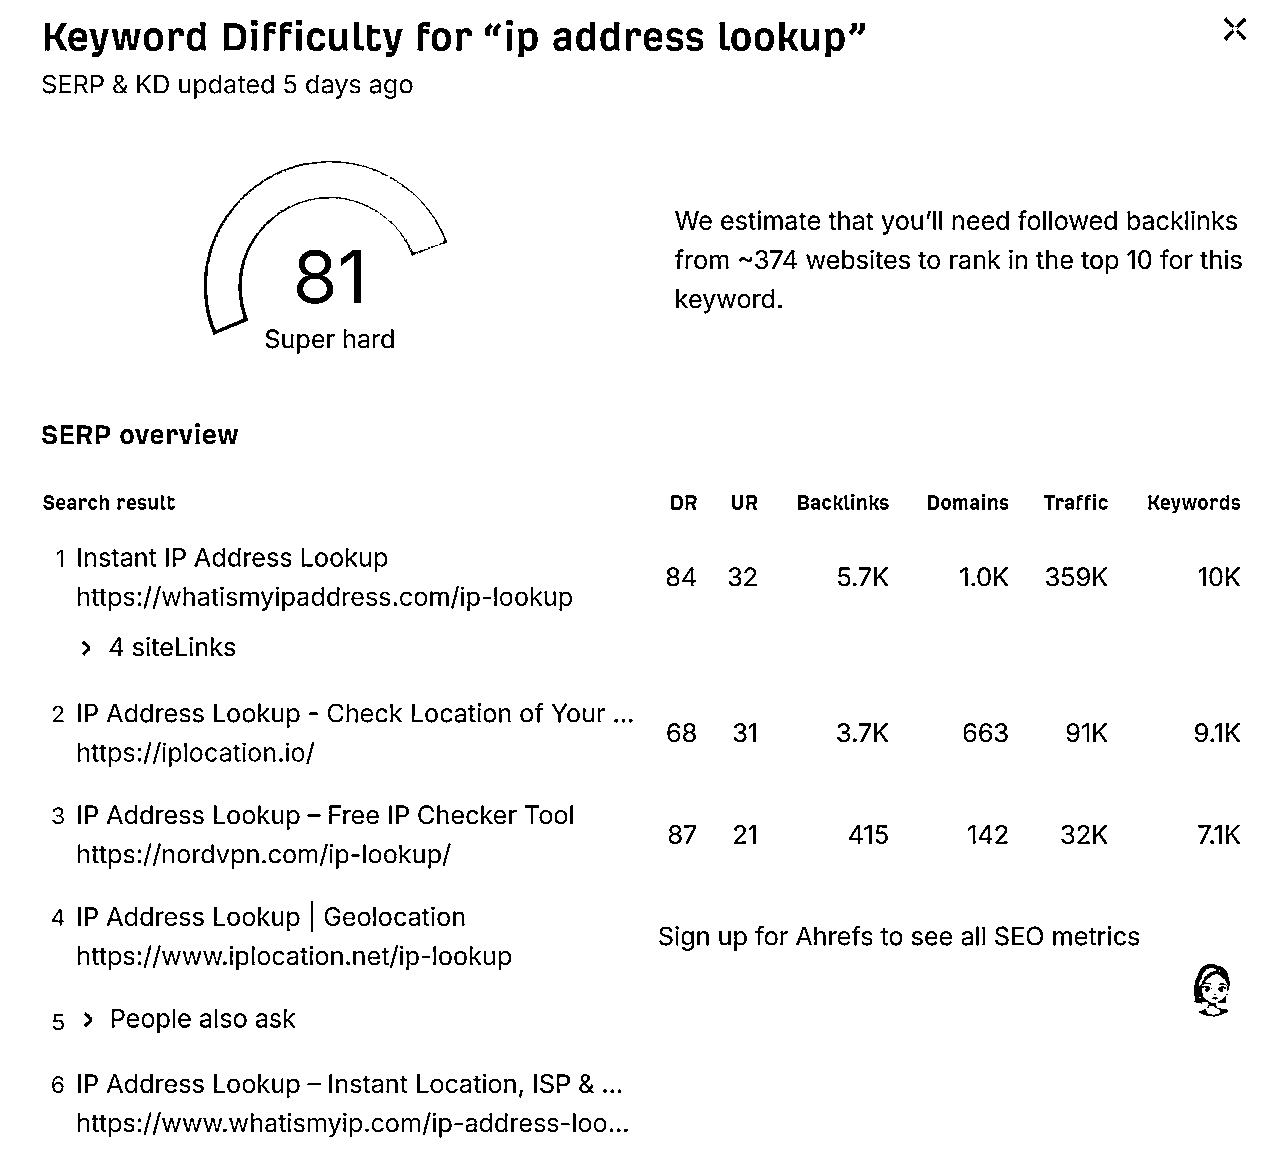 Keyword Difficulty for “ip address lookup”
SERP & KD updated 5 days ago
81
Super hard
We estimate that you’ll need followed backlinks
from ~374 websites to rank in the top 10 for this
keyword.
SERP overview
Search result DR UR Backlinks Domains Traffic Keywords
1 Instant IP Address Lookup
https://whatismyipaddress.com/ip-lookup
84 32 5.7K 1.0K 359K 10K
4 siteLinks
2 IP Address Lookup - Check Location of Your ...
https://iplocation.io/
68 31 3.7K 663 91K 9.1K
3 IP Address Lookup – Free IP Checker Tool
https://nordvpn.com/ip-lookup/
87 21 415 142 32K 7.1K
4 IP Address Lookup | Geolocation
https://www.iplocation.net/ip-lookup
Sign up for Ahrefs to see all SEO metrics
5 People also ask
6 IP Address Lookup – Instant Location, ISP & ...
https://www.whatismyip.com/ip-address-loo...